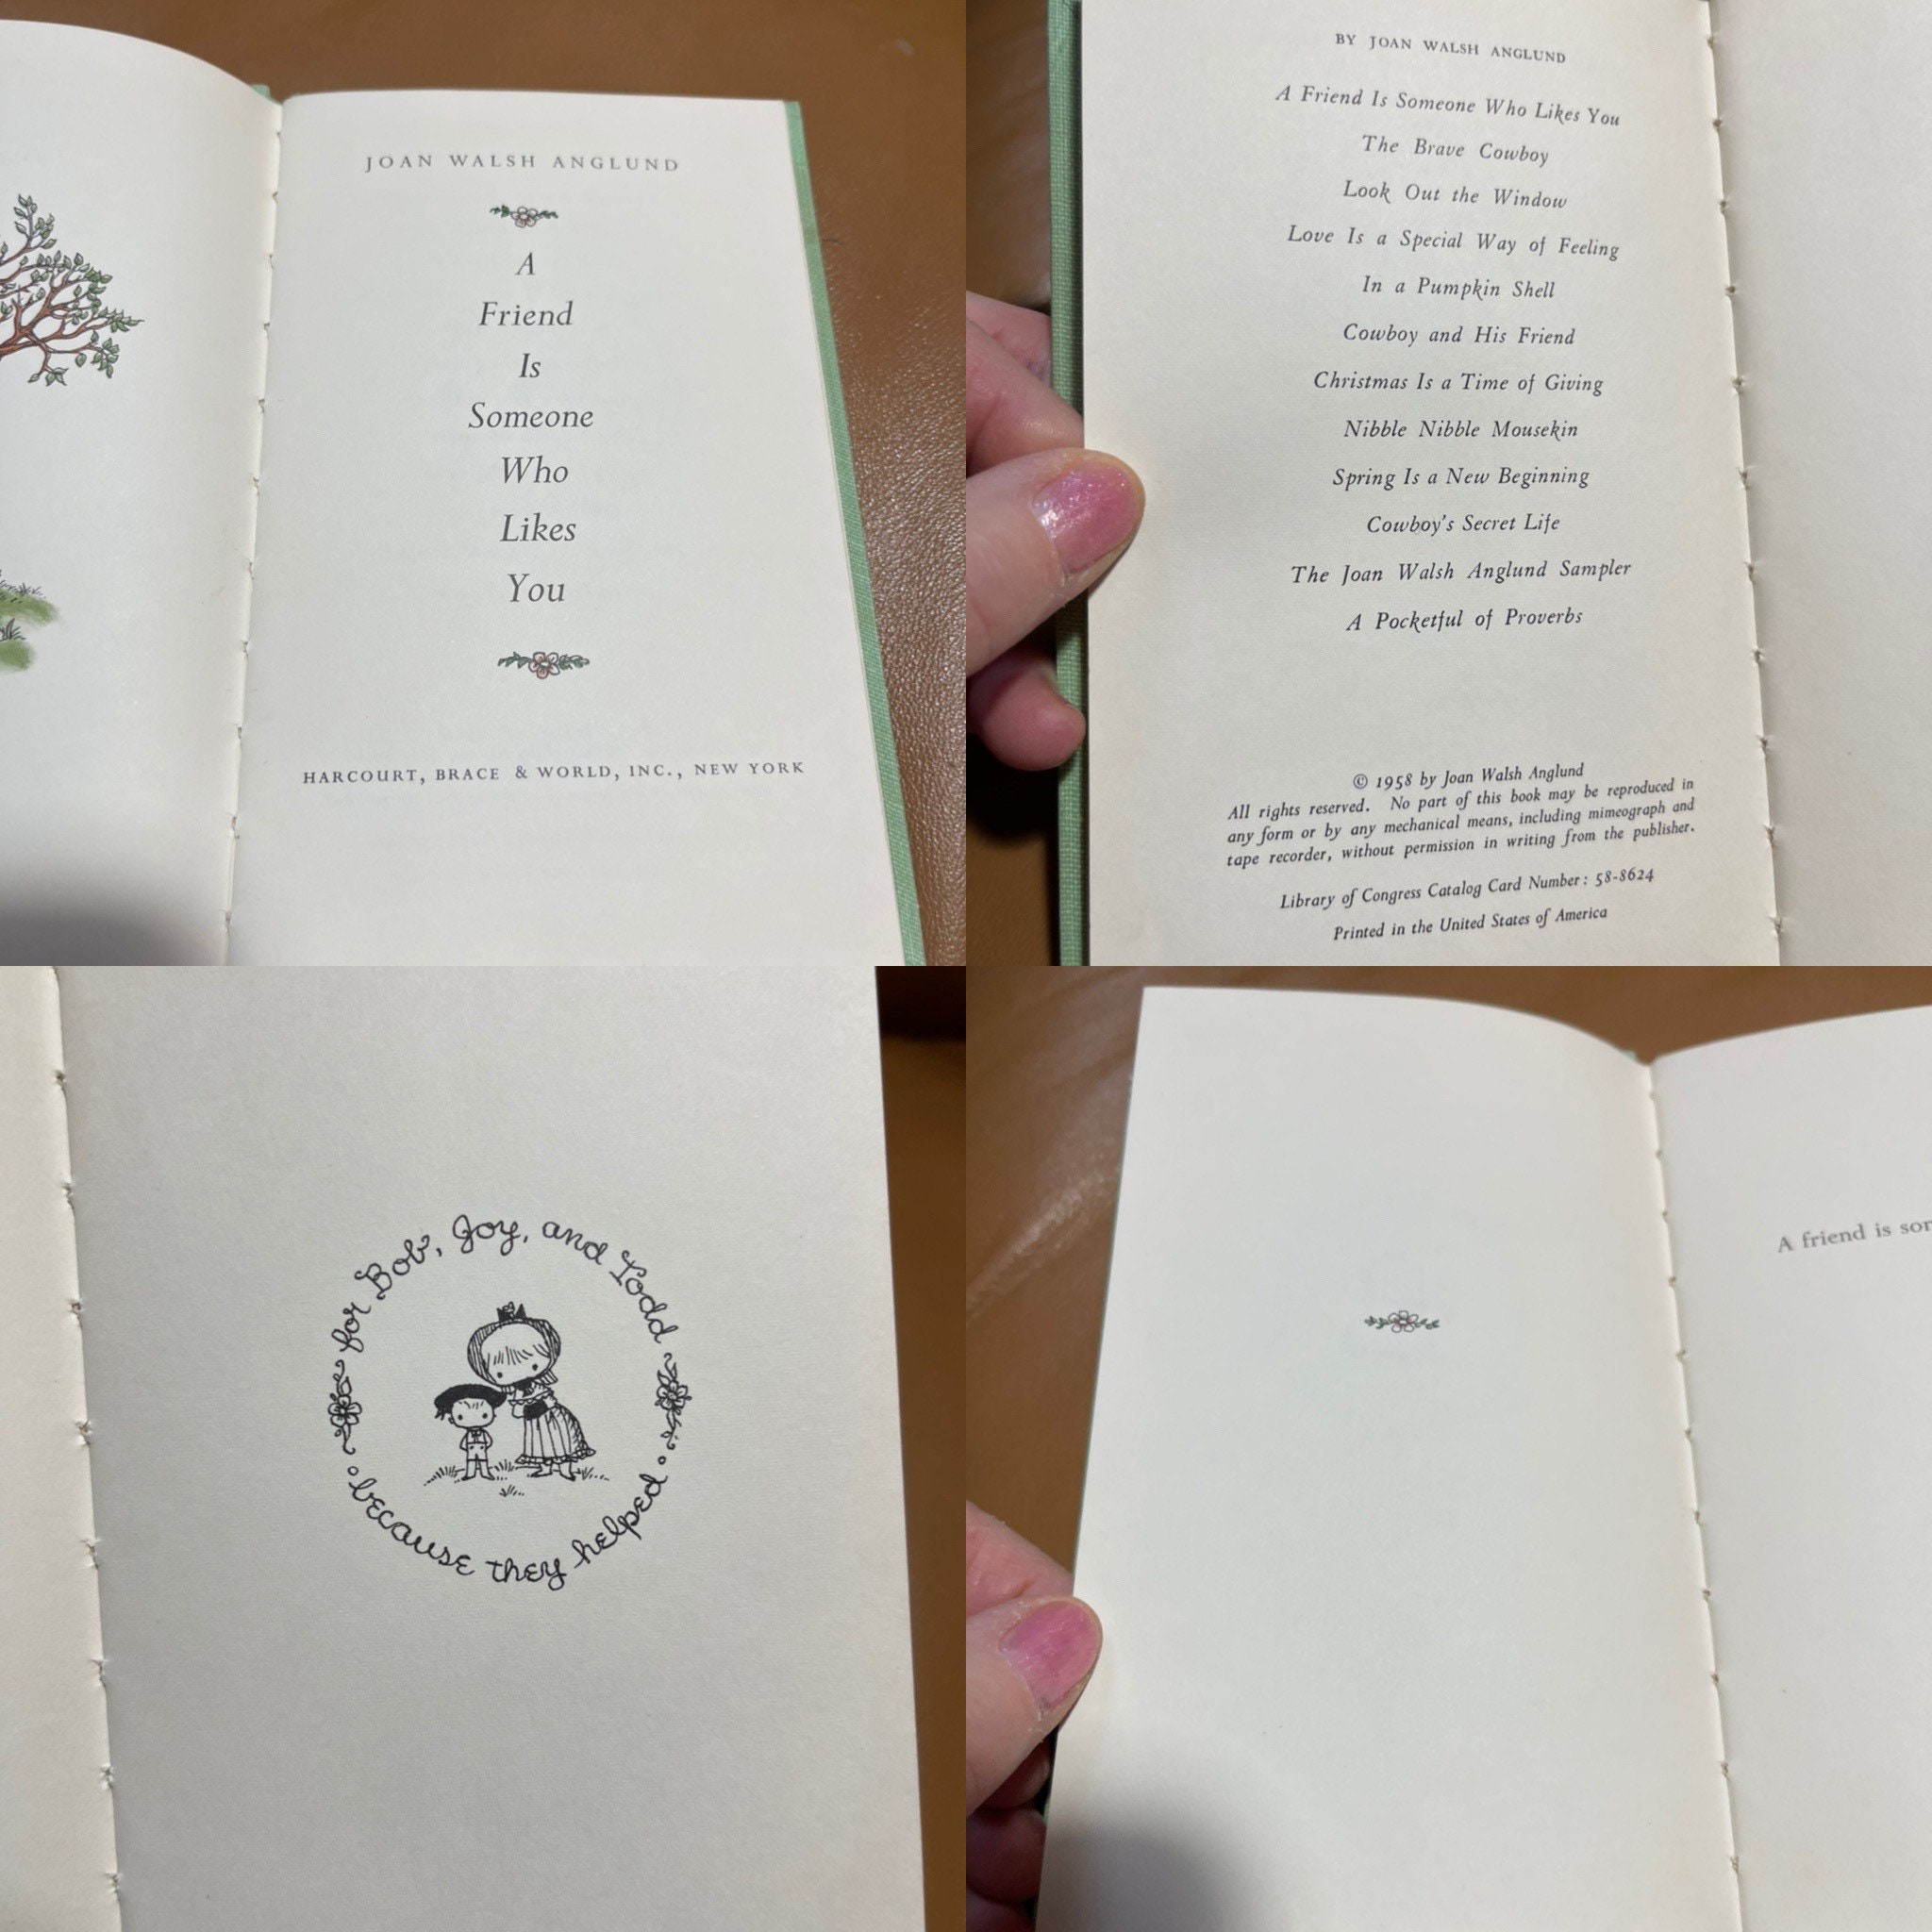 JOAN WALSH ANGLUND
A
Friend
Is
Someone
Who
Likes
You
HARCOURT, BRACE & WORLD, INC., NEW YORK
BY JOAN WALSH ANGLUND
A Friend Is Someone Who Likes You
The Brave Cowboy
Look Out the Window
Love Is a Special Way of Feeling
In a Pumpkin Shell
Cowboy and His Friend
Christmas Is a Time of Giving
Nibble Nibble Mousekin
Spring Is a New Beginning
Cowboy's Secret Life
The Joan Walsh Anglund Sampler
A Pocketful of Proverbs
© 1958 by Joan Walsh Anglund
All rights reserved. No part of this book may be reproduced in
any form or by any mechanical means, including mimeograph and
tape recorder, without permission in writing from the publisher.
Library of Congress Catalog Card Number: 58-8624
Printed in the United States of America
for Bob, Joy, and Todd
because they helped
A friend is